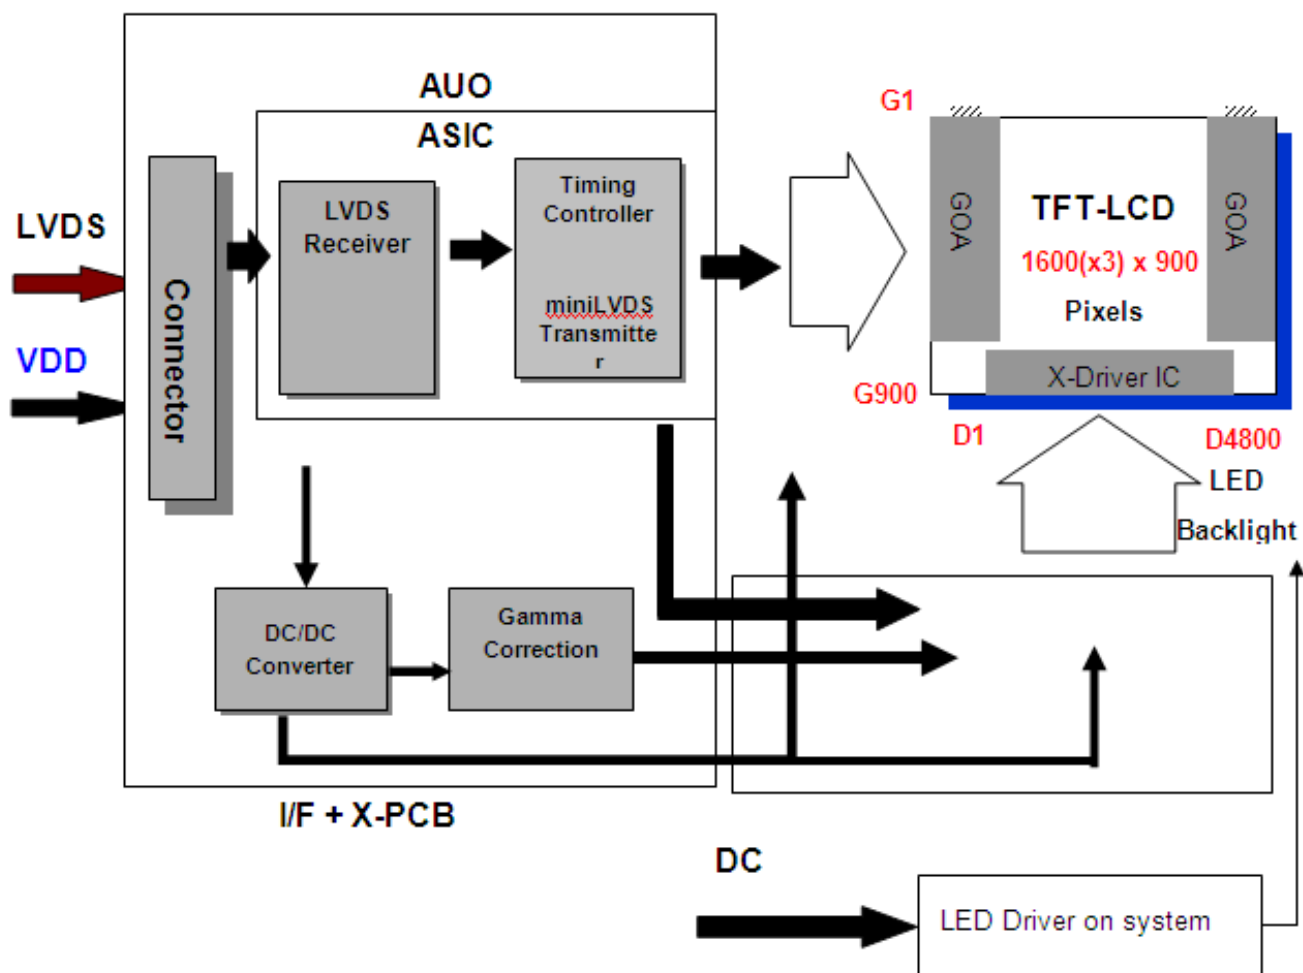 AUO
ASIC
LVDS
VDD
Connector
LVDS
Receiver
Timing
Controller
miniLVDS
Transmitte
r
G1
GOA
TFT-LCD
1600(x3) x 900
Pixels
GOA
X-Driver IC
G900
D1
D4800
LED
Backlight
DC/DC
Converter
Gamma
Correction
I/F + X-PCB
DC
LED Driver on system